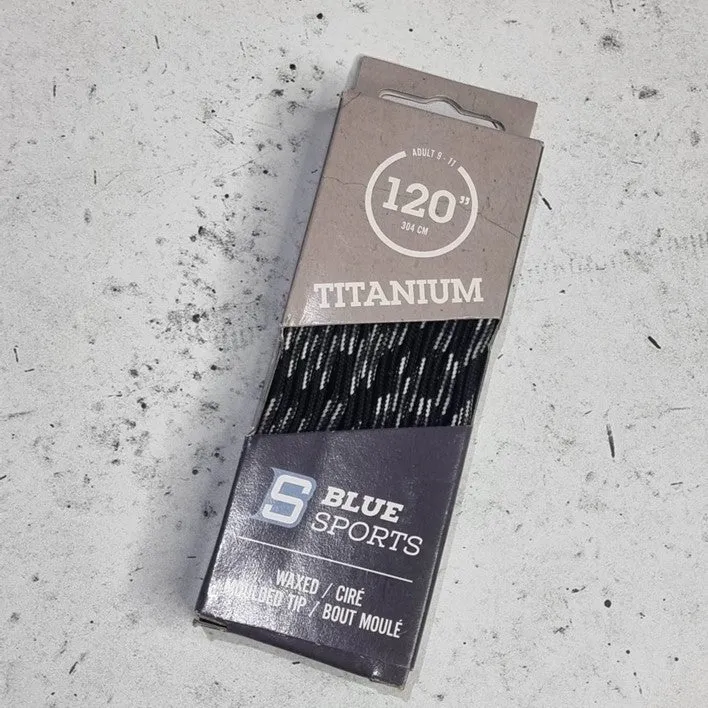 ADULT 9 - 11
120"
304 CM
TITANIUM
S BLUE
SPORTS
WAXED / CIRÉ
MOULDED TIP / BOUT MOULÉ